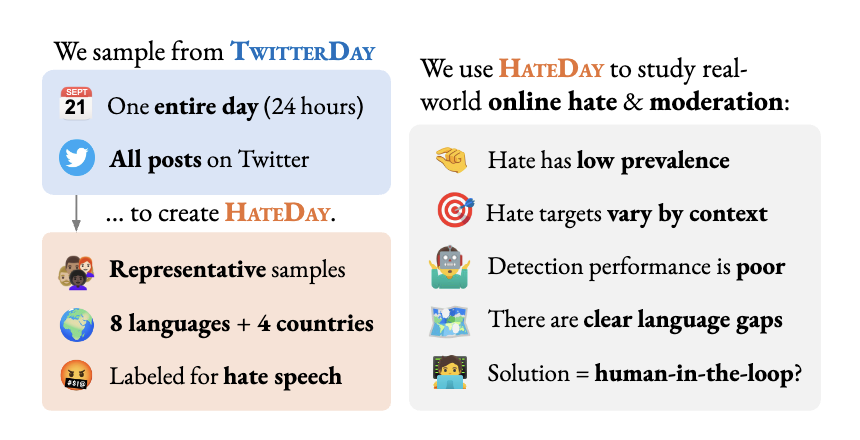 We sample from TWITTERDAY
SEPT
21
One entire day (24 hours)
All posts on Twitter
... to create HATEDAY.
Representative samples
8 languages + 4 countries
#$!@
Labeled for hate speech
We use HATEDAY to study real-
world online hate & moderation:
Hate has low prevalence
Hate targets vary by context
Detection performance is poor
There are clear language gaps
Solution = human-in-the-loop?